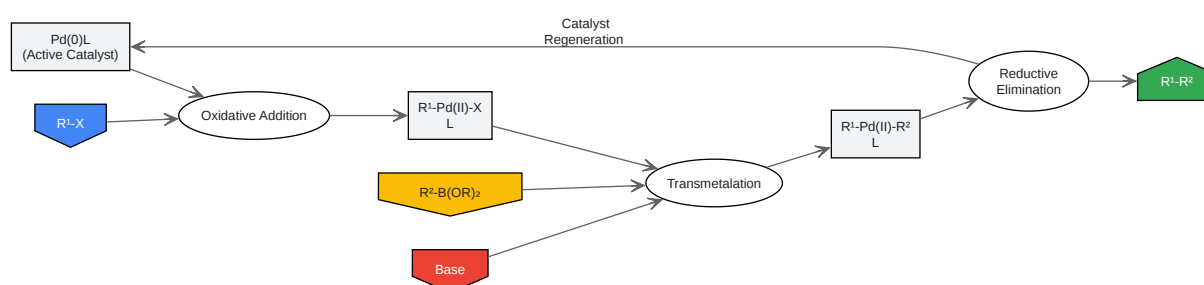 Catalyst
Regeneration
Pd(0)L
(Active Catalyst)
R¹-X
Oxidative Addition
R¹-Pd(II)-X
L
R²-B(OR)₂
Base
Transmetalation
R¹-Pd(II)-R²
L
Reductive
Elimination
R¹-R²